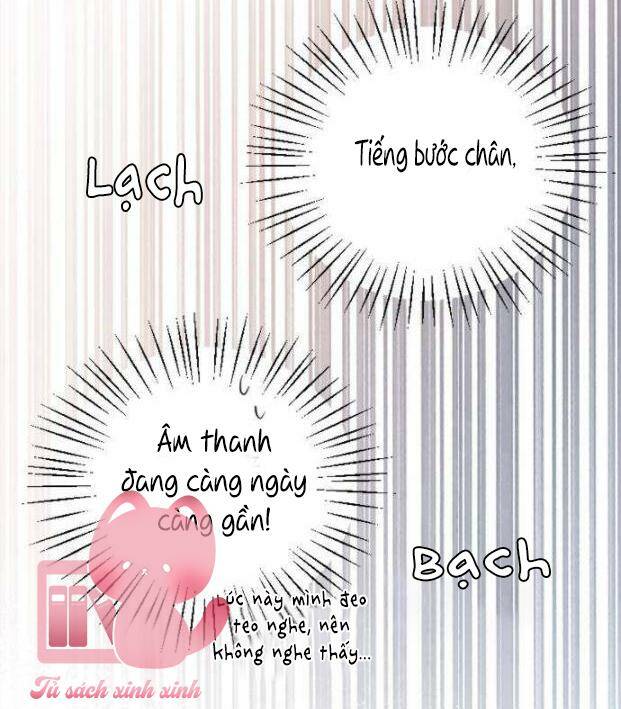 Tiếng bước chân,
Lạch
Âm thanh
đang càng ngày
càng gần!
Bạch
Lúc này mình đeo
teo nghe, nên
không nghe thấy...
Tủ sách xinh xinh